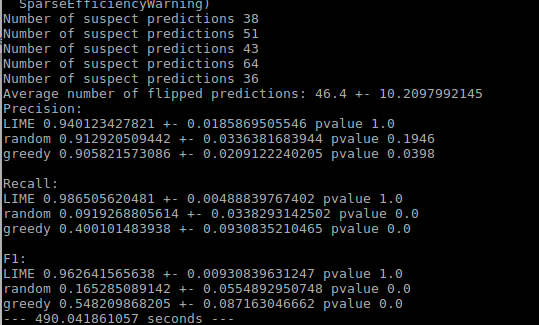 SparseEfficiencyWarning)
Number of suspect predictions 38
Number of suspect predictions 51
Number of suspect predictions 43
Number of suspect predictions 64
Number of suspect predictions 36
Average number of flipped predictions: 46.4 +- 10.2097992145
Precision:
LIME 0.940123427821 +- 0.0185869505546 pvalue 1.0
random 0.912920509442 +- 0.0336381683944 pvalue 0.1946
greedy 0.905821573086 +- 0.0209122240205 pvalue 0.0398

Recall:
LIME 0.986505620481 +- 0.00488839767402 pvalue 1.0
random 0.0919268805614 +- 0.0338293142502 pvalue 0.0
greedy 0.400101483938 +- 0.0930835210465 pvalue 0.0

F1:
LIME 0.962641565638 +- 0.00930839631247 pvalue 1.0
random 0.165285089142 +- 0.0554892950748 pvalue 0.0
greedy 0.548209868205 +- 0.087163046662 pvalue 0.0
--- 490.041861057 seconds ---